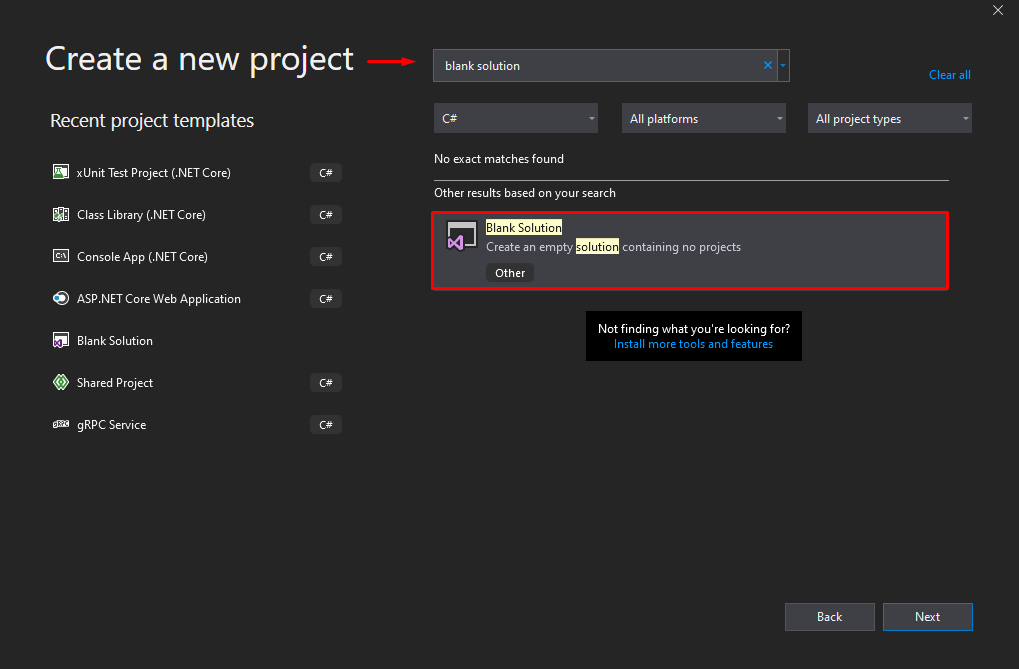 Create a new project
blank solution
Clear all
Recent project templates
C#
All platforms
All project types
No exact matches found
Other results based on your search
xUnit Test Project (.NET Core)
C#
Class Library (.NET Core)
C#
Console App (.NET Core)
C#
ASP.NET Core Web Application
C#
Blank Solution
Shared Project
C#
gRPC Service
C#
Blank Solution
Create an empty solution containing no projects
Other
Not finding what you're looking for?
Install more tools and features
Back
Next